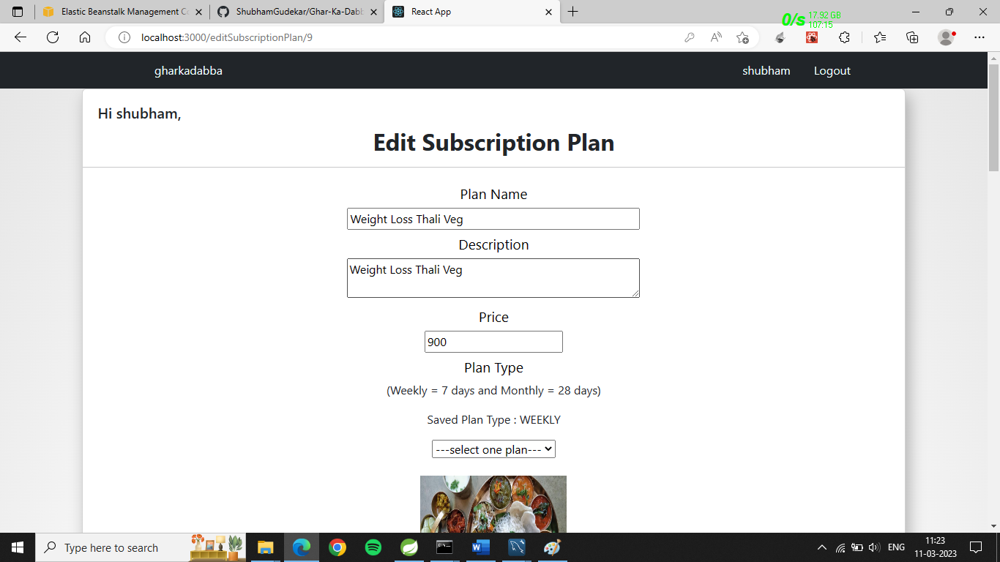 Elastic Beanstalk Management Co
ShubhamGudekar/Ghar-Ka-Dabb
React App
0/s 17.92 GB
107:15
localhost:3000/editSubscriptionPlan/9
gharkadabba
shubham
Logout
Hi shubham,
Edit Subscription Plan
Plan Name
Weight Loss Thali Veg
Description
Weight Loss Thali Veg
Price
900
Plan Type
(Weekly = 7 days and Monthly = 28 days)
Saved Plan Type : WEEKLY
---select one plan---
Type here to search
ENG
11:23
11-03-2023